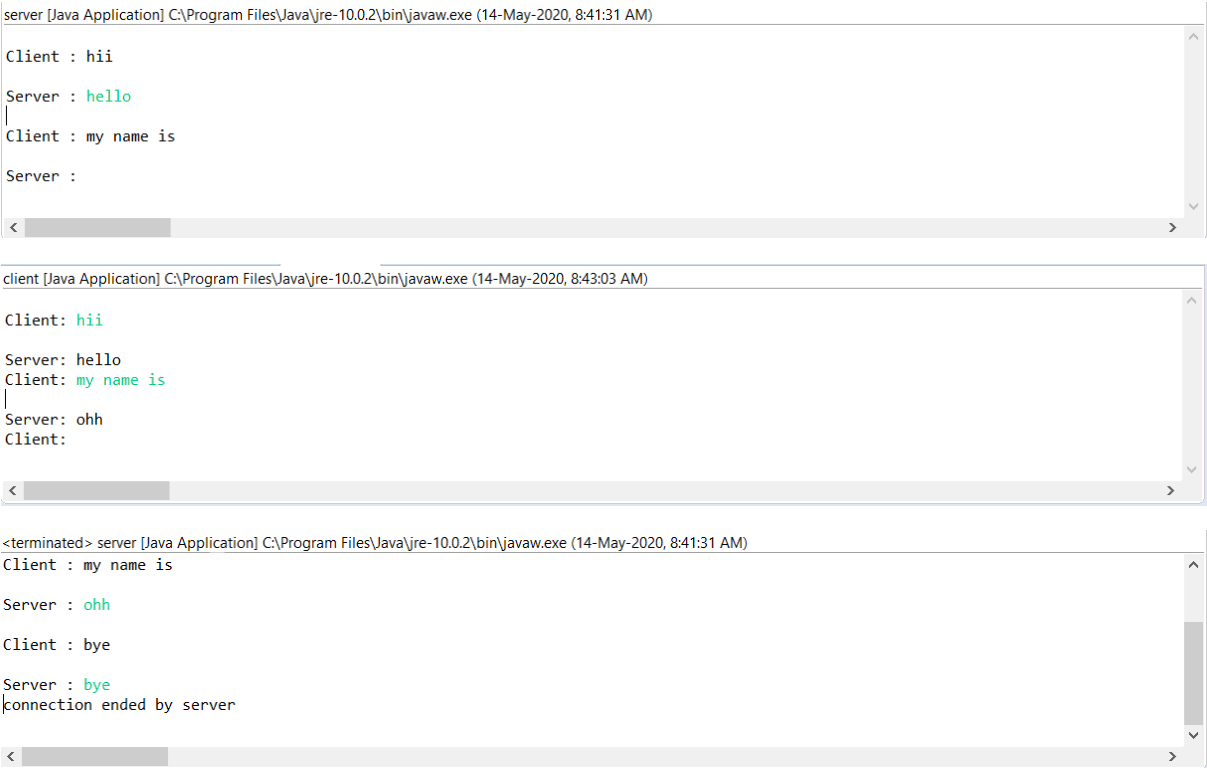 server [Java Application] C:\Program Files\Java\jre-10.0.2\bin\javaw.exe (14-May-2020, 8:41:31 AM)
Client : hii
Server : hello
Client : my name is
Server :
client [Java Application] C:\Program Files\Java\jre-10.0.2\bin\javaw.exe (14-May-2020, 8:43:03 AM)
Client: hii
Server: hello
Client: my name is
Server: ohh
Client:
<terminated> server [Java Application] C:\Program Files\Java\jre-10.0.2\bin\javaw.exe (14-May-2020, 8:41:31 AM)
Client : my name is
Server : ohh
Client : bye
Server : bye
connection ended by server